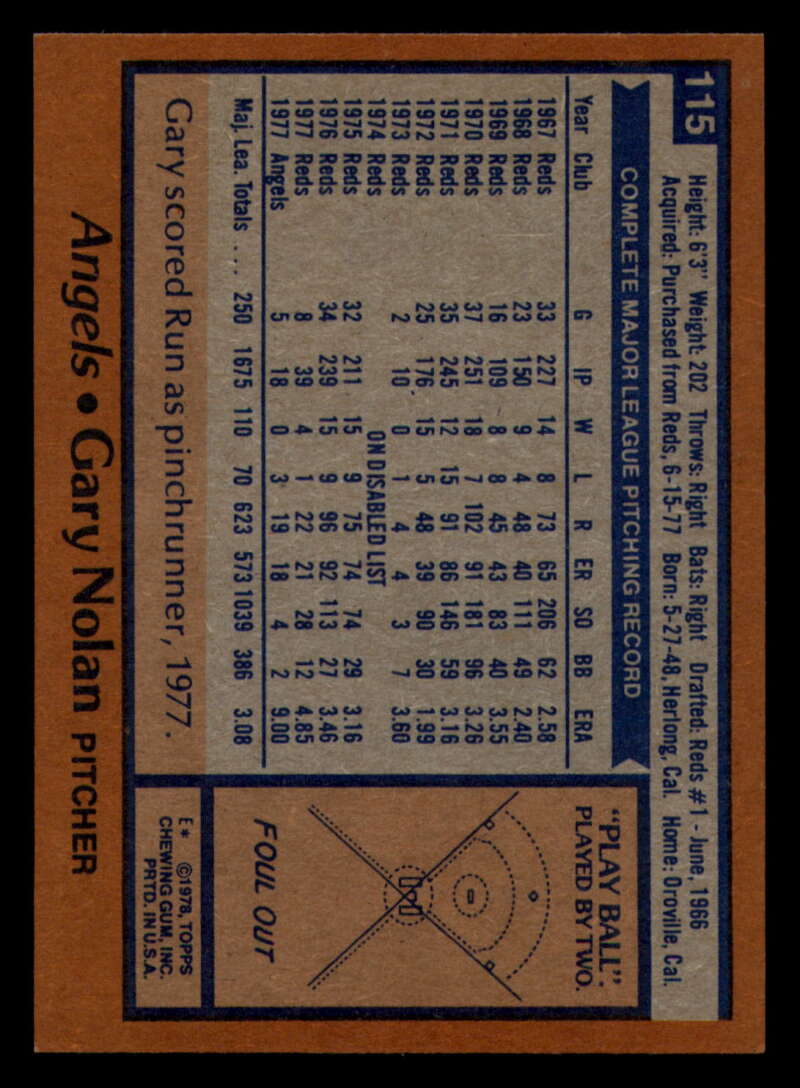 115
Height: 6'3" Weight: 202 Throws: Right Bats: Right Drafted: Reds #1 - June, 1966
Acquired: Purchased from Reds, 6-15-77 Born: 5-27-48, Herlong, Cal. Home: Oroville, Cal.
COMPLETE MAJOR LEAGUE PITCHING RECORD
Year Club G IP W L R ER SO BB ERA
1967 Reds 33 227 14 8 73 65 206 62 2.58
1968 Reds 23 150 9 4 48 40 111 49 2.40
1969 Reds 16 109 8 8 45 43 83 40 3.55
1970 Reds 37 251 18 7 102 91 181 96 3.26
1971 Reds 35 245 12 15 91 86 146 59 3.16
1972 Reds 25 176 15 5 48 39 90 30 1.99
1973 Reds 2 10 0 1 4 4 3 7 3.60
1974 Reds ON DISABLED LIST
1975 Reds 32 211 15 9 75 74 74 29 3.16
1976 Reds 34 239 15 9 96 92 113 27 3.46
1977 Reds 8 39 4 1 22 21 28 12 4.85
1977 Angels 5 18 0 3 19 18 4 2 9.00
Maj. Lea. Totals .... 250 1675 110 70 623 573 1039 386 3.08
Gary scored Run as pinchrunner, 1977.
"PLAY BALL".
PLAYED BY TWO.
FOUL OUT
E* ©1978, TOPPS
CHEWING GUM, INC.
PRTD. IN U.S.A.
Angels • Gary Nolan PITCHER